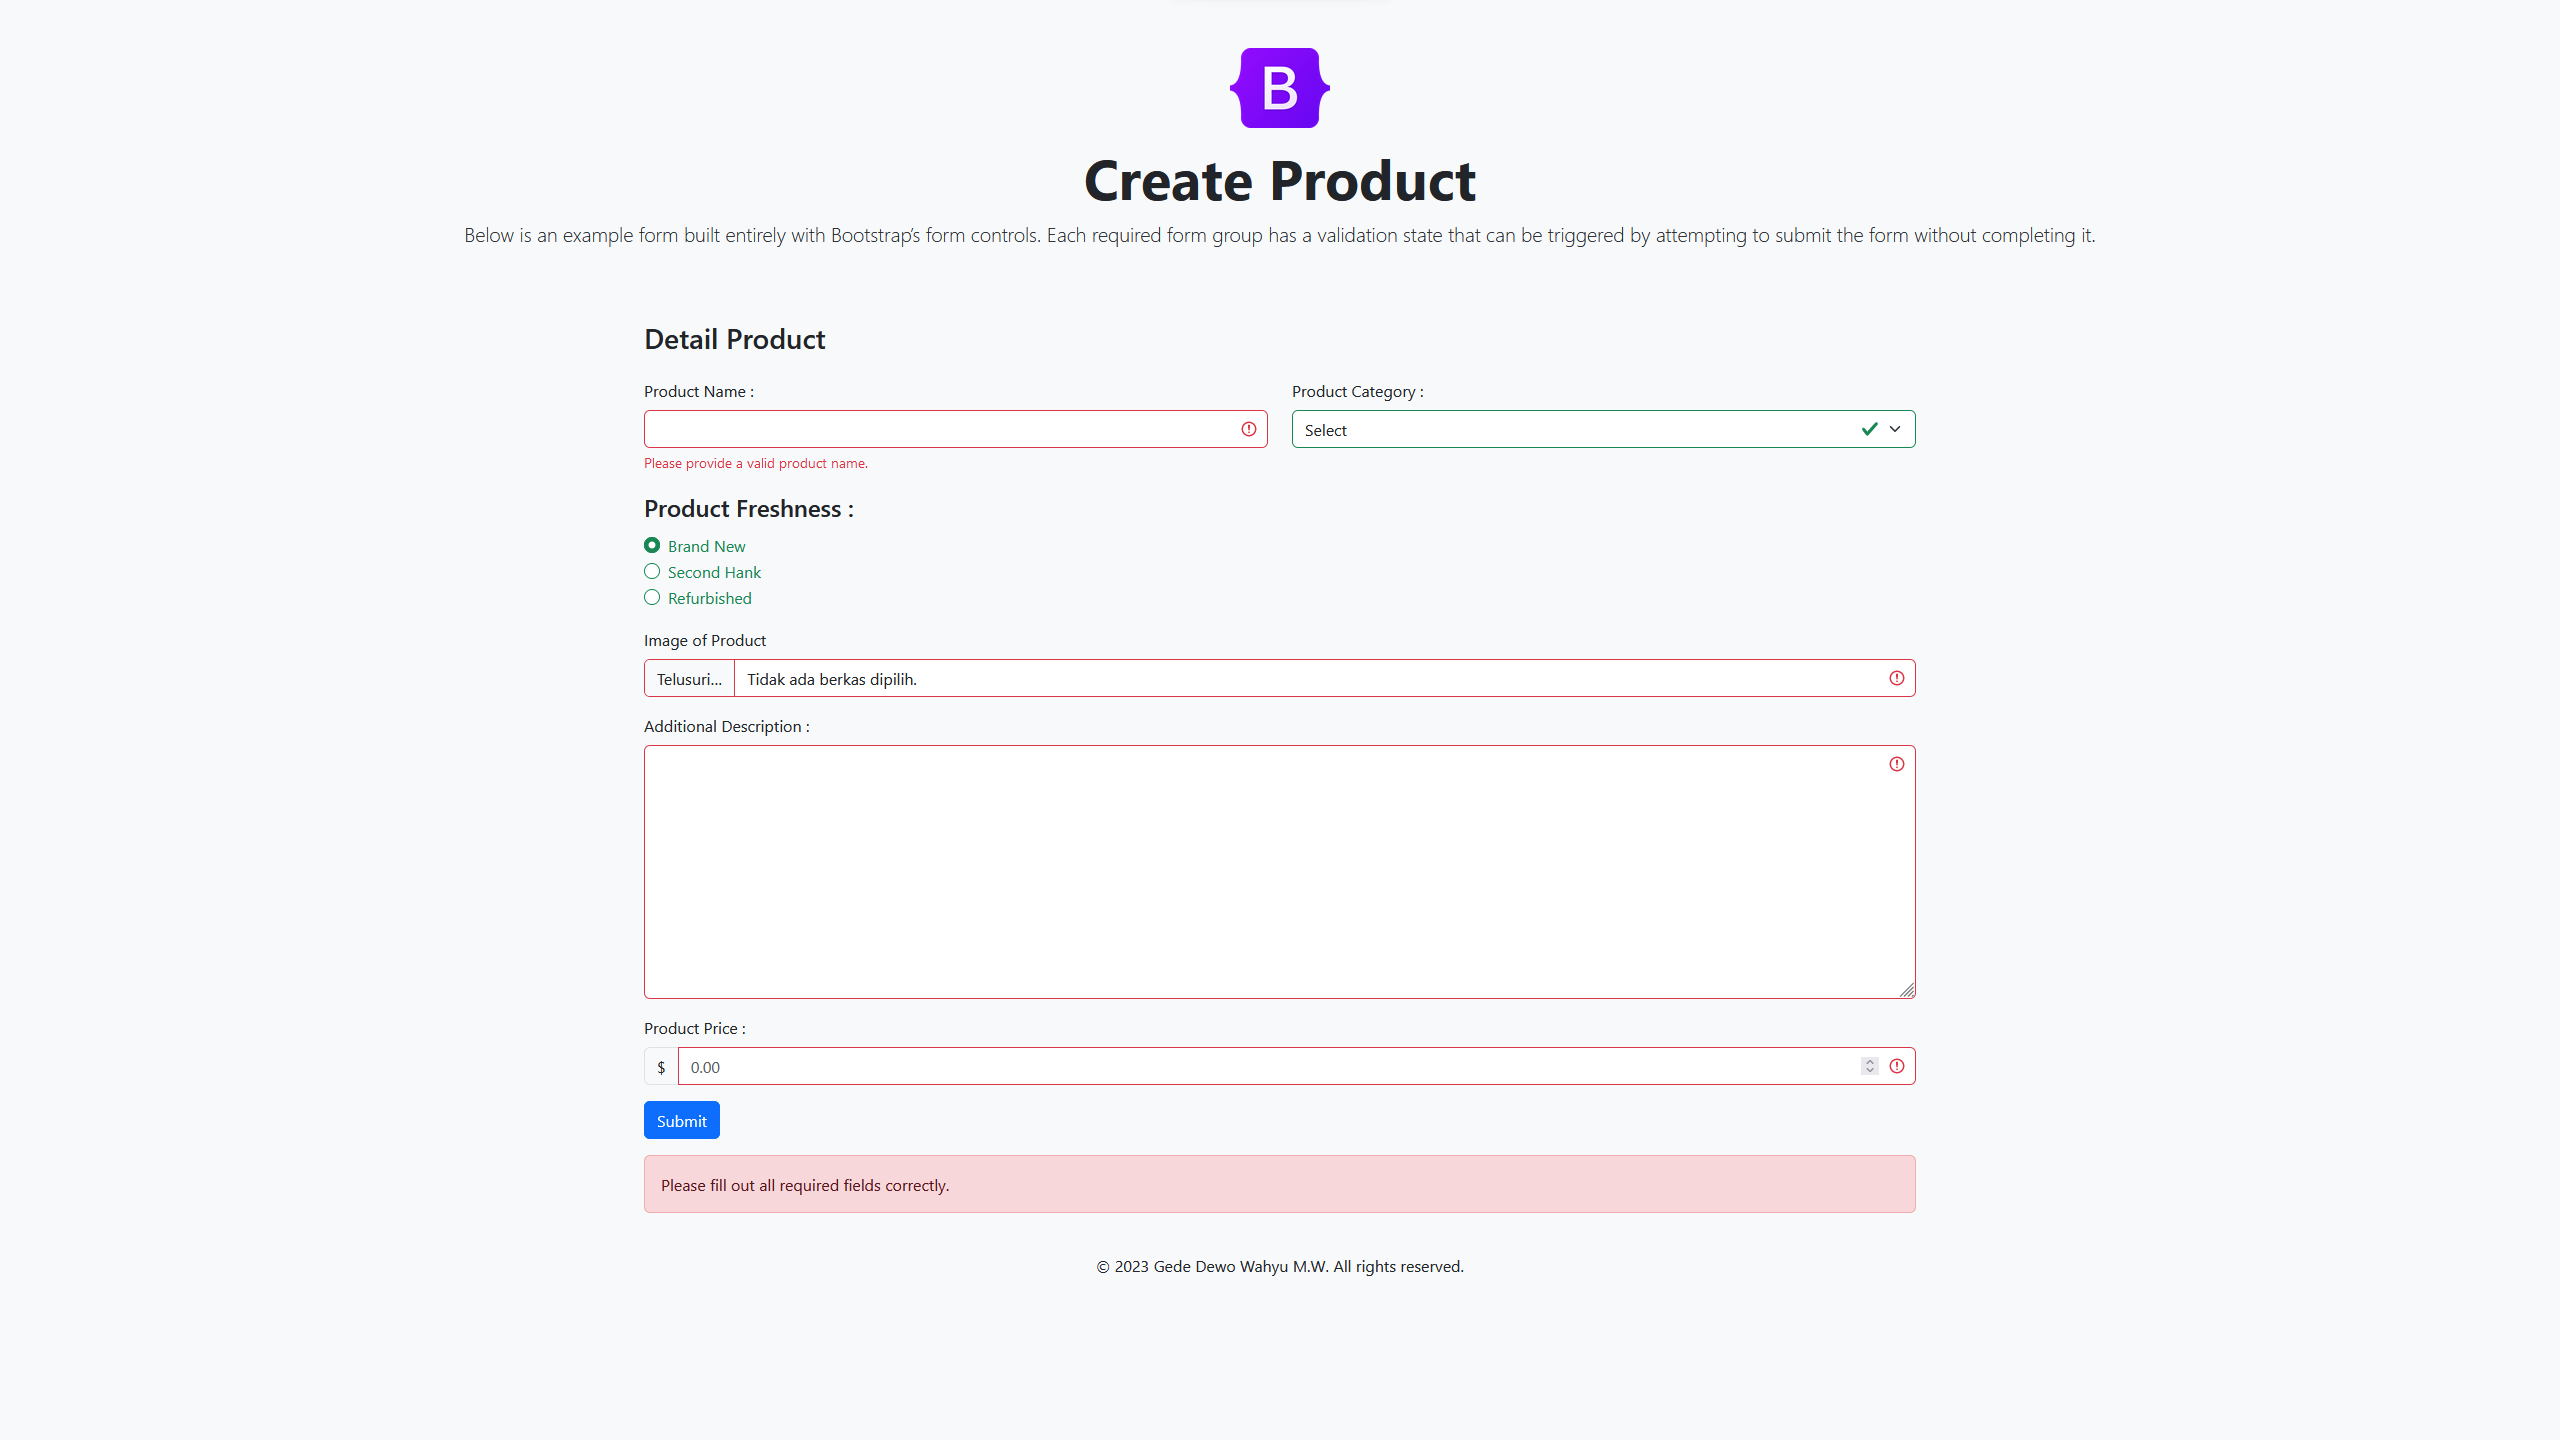 B
Create Product
Below is an example form built entirely with Bootstrap’s form controls. Each required form group has a validation state that can be triggered by attempting to submit the form without completing it.
Detail Product
Product Name :
Product Category :
Select
Please provide a valid product name.
Product Freshness :
Brand New
Second Hank
Refurbished
Image of Product
Telusuri... Tidak ada berkas dipilih.
Additional Description :
Product Price :
$ 0.00
Submit
Please fill out all required fields correctly.
© 2023 Gede Dewo Wahyu M.W. All rights reserved.